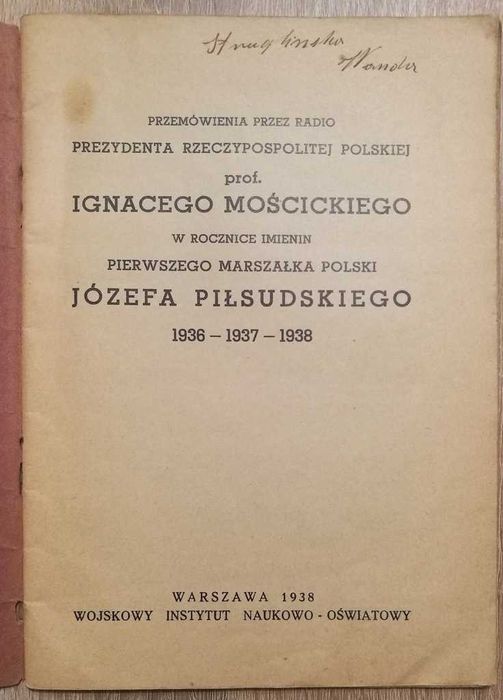 Wanda
PRZEMÓWIENIA PRZEZ RADIO
PREZYDENTA RZECZYPOSPOLITEJ POLSKIEJ
prof.
IGNACEGO MOŚCICKIEGO
W ROCZNICE IMIENIN
PIERWSZEGO MARSZAŁKA POLSKI
JÓZEFA PIŁSUDSKIEGO
1936 – 1937 – 1938
WARSZAWA 1938
WOJSKOWY INSTYTUT NAUKOWO - OŚWIATOWY